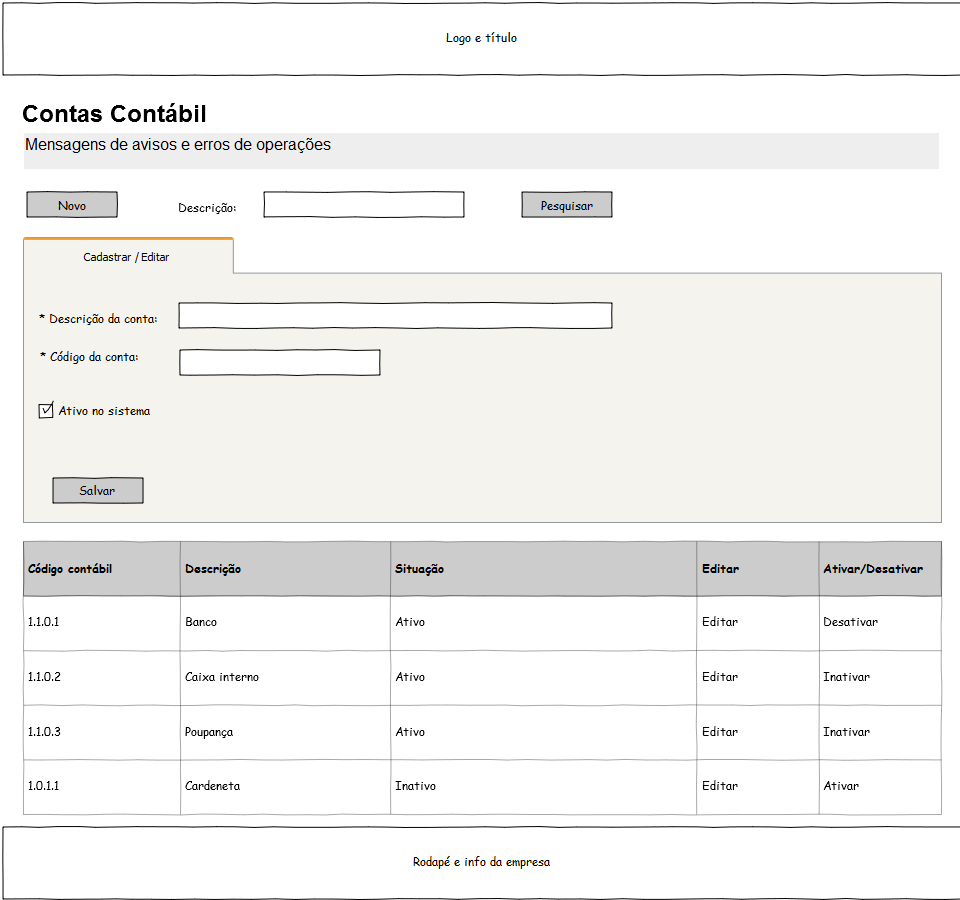 Logo e título
Contas Contábil
Mensagens de avisos e erros de operações
Novo Descrição: Pesquisar
Cadastrar / Editar
* Descrição da conta:
* Código da conta:
Ativo no sistema
Salvar
Código contábil Descrição Situação Editar Ativar/Desativar
1.1.0.1 Banco Ativo Editar Desativar
1.1.0.2 Caixa interno Ativo Editar Inativar
1.1.0.3 Poupança Ativo Editar Inativar
1.0.1.1 Cardeneta Inativo Editar Ativar
Rodapé e info da empresa